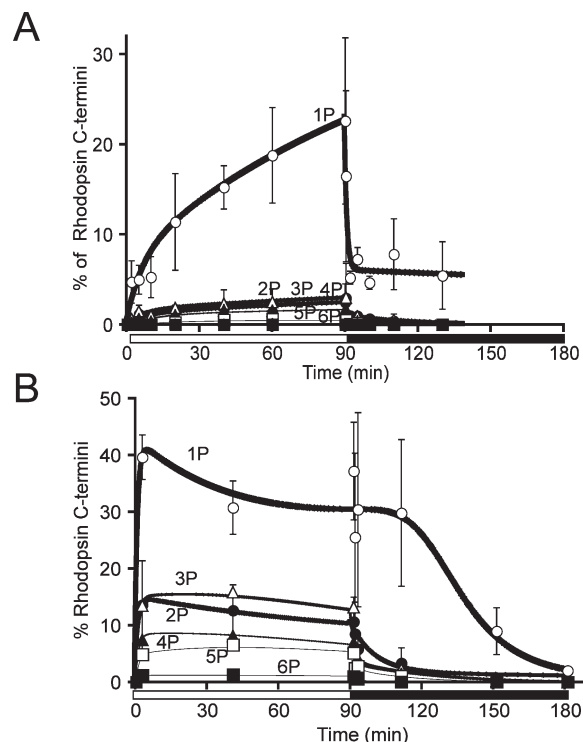 A
% of Rhodopsin C-termini
30
20
10
0
1P
2P 3P 4P
5P 6P
0 30 60 90 120 150 180
Time (min)
B
% Rhodopsin C-termini
50
40
30
20
10
0
1P
3P
2P
4P
5P
6P
0 30 60 90 120 150 180
Time (min)